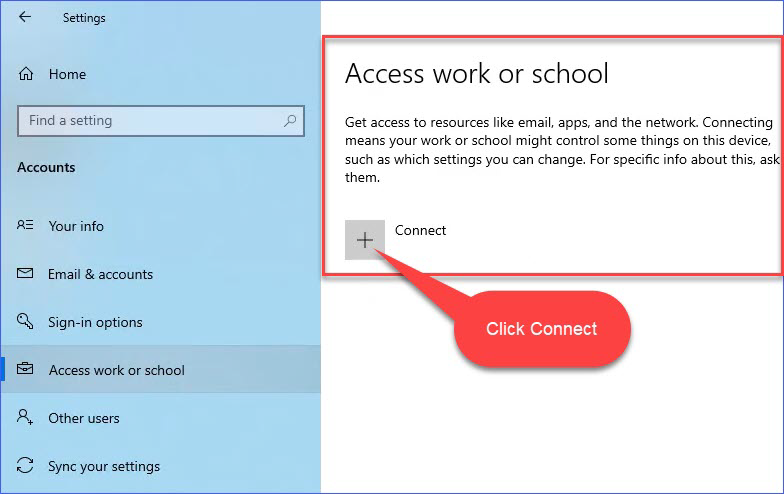 Settings
Home
Find a setting
Accounts
Your info
Email & accounts
Sign-in options
Access work or school
Other users
Sync your settings
Access work or school
Get access to resources like email, apps, and the network. Connecting
means your work or school might control some things on this device,
such as which settings you can change. For specific info about this, ask
them.
Connect
Click Connect